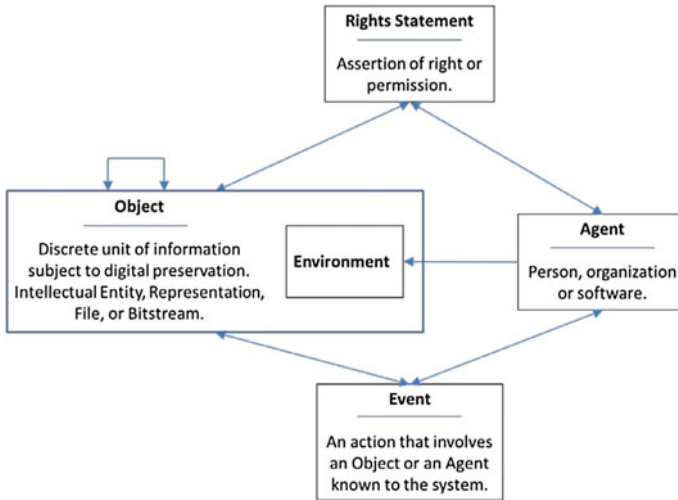 Rights Statement
Assertion of right or
permission.
Object
Discrete unit of information
subject to digital preservation.
Intellectual Entity, Representation,
File, or Bitstream.
Environment
Agent
Person, organization
or software.
Event
An action that involves
an Object or an Agent
known to the system.